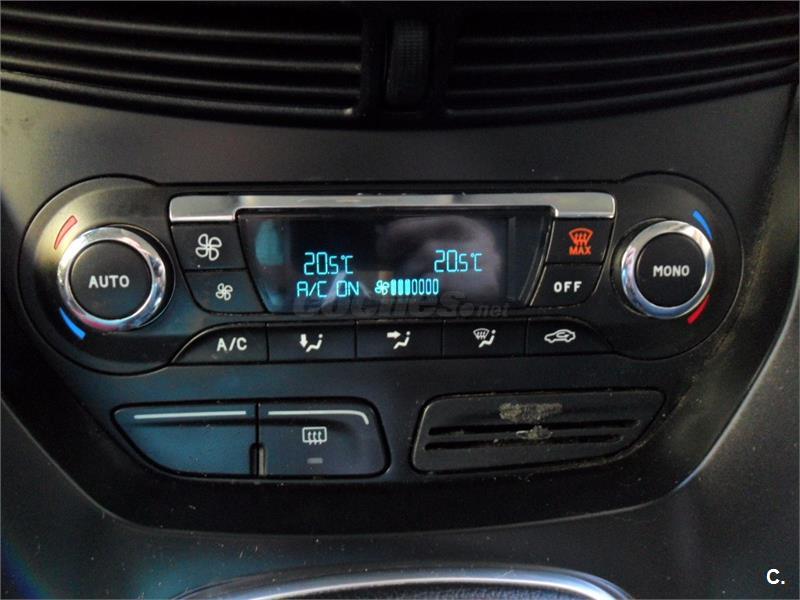 20.5°C 20.5°C
A/C ON
AUTO
MAX
OFF
MONO
A/C
coches.net
C.